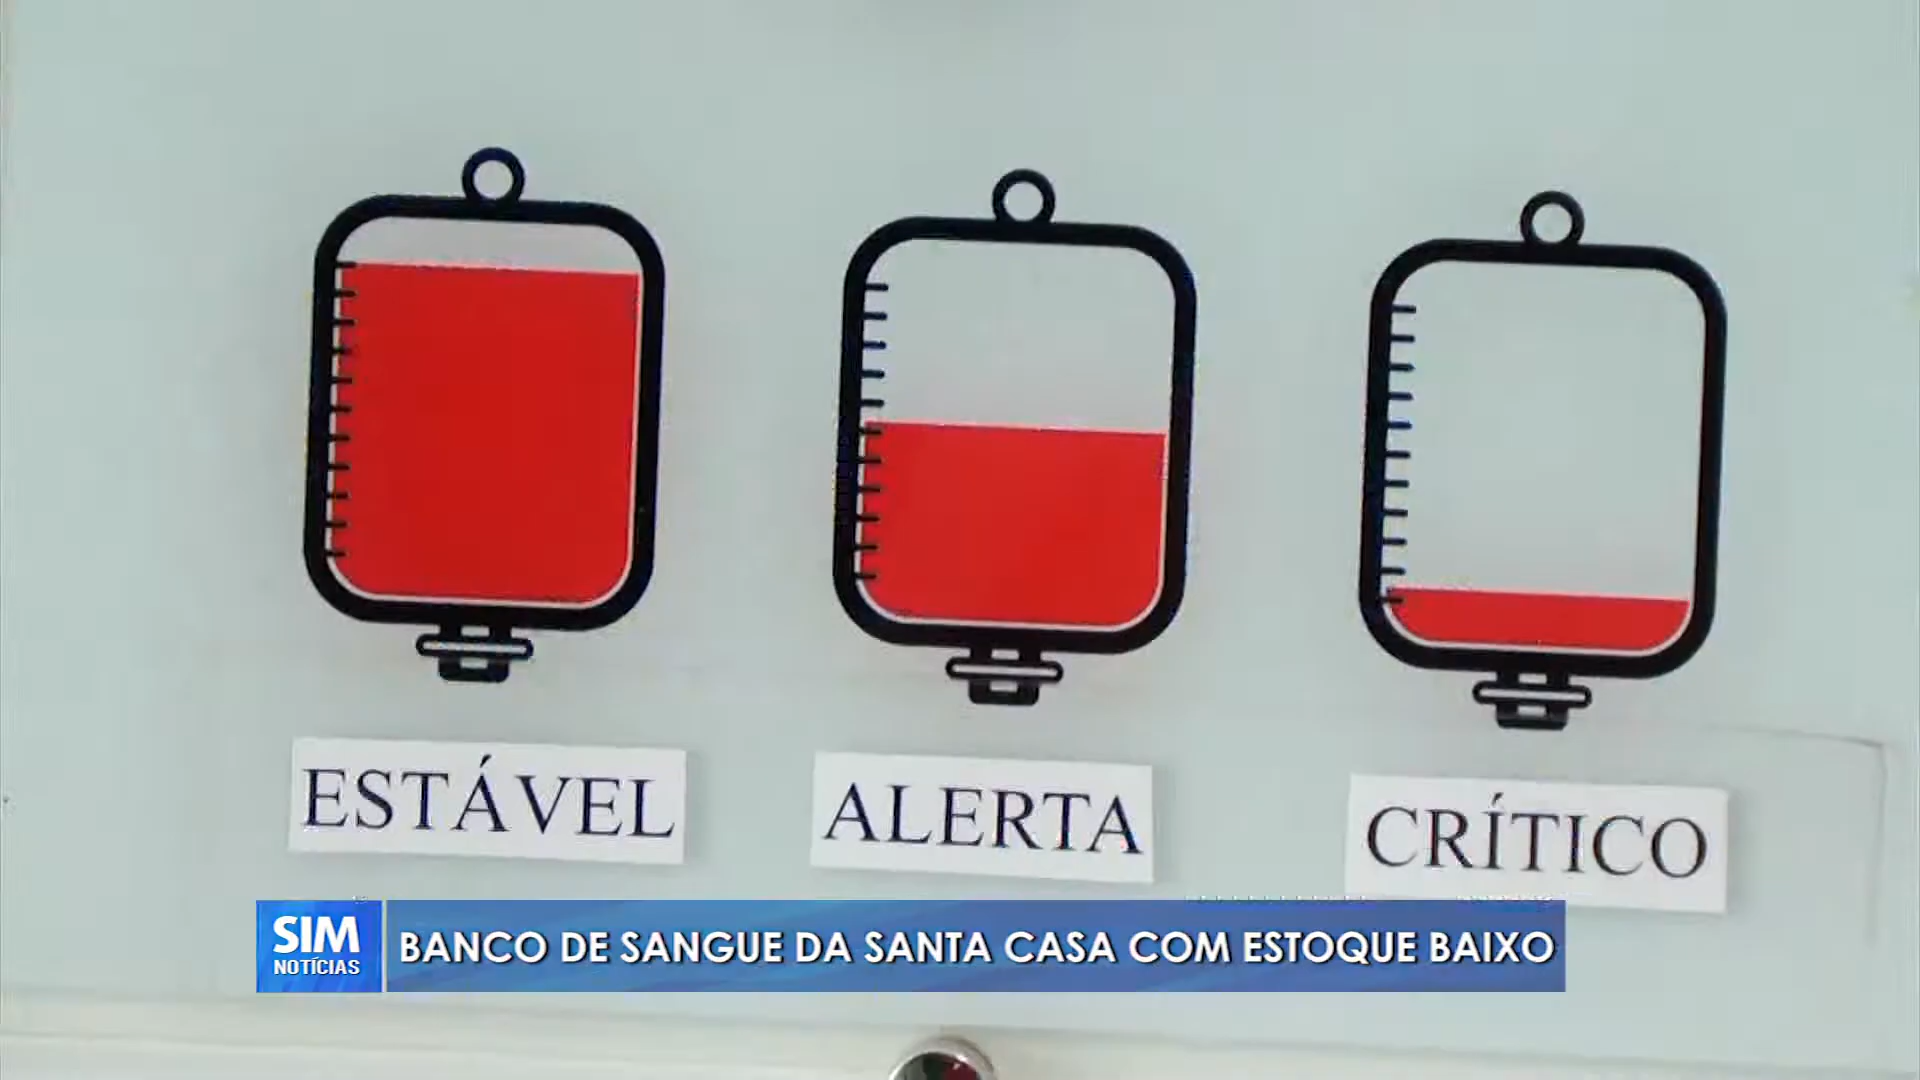 ESTÁVEL
ALERTA
CRÍTICO
SIM
NOTÍCIAS
BANCO DE SANGUE DA SANTA CASA COM ESTOQUE BAIXO